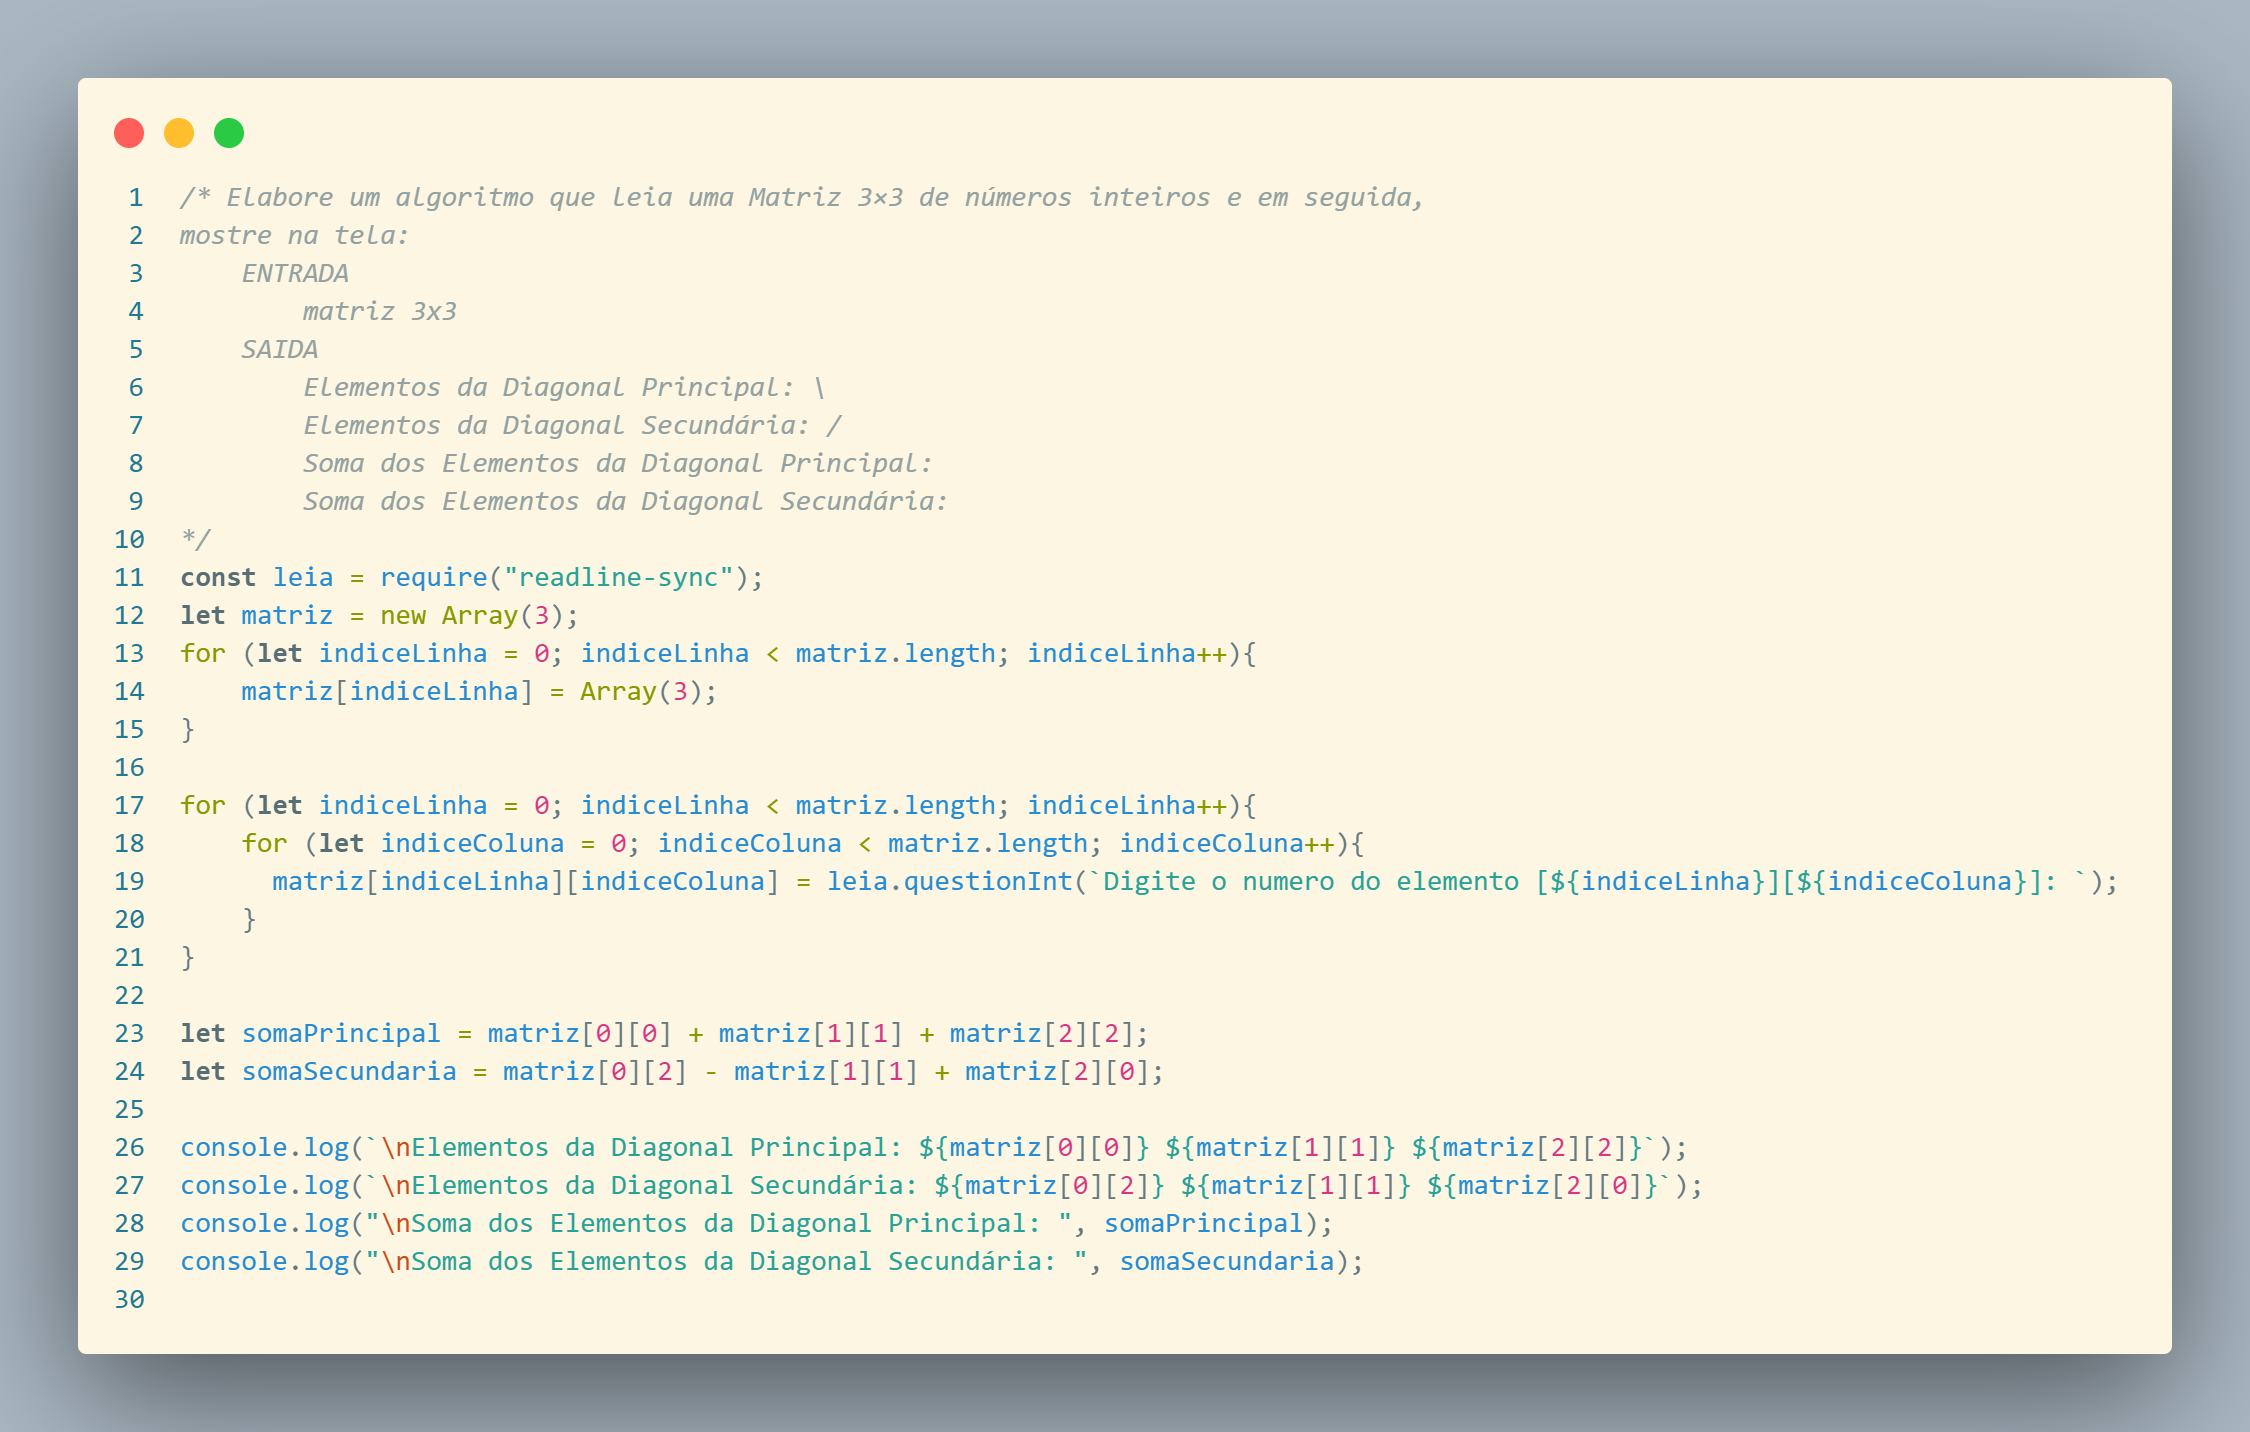 1 /* Elabore um algoritmo que leia uma Matriz 3×3 de números inteiros e em seguida,
2 mostre na tela:
3     ENTRADA
4         matriz 3x3
5     SAIDA
6         Elementos da Diagonal Principal: \
7         Elementos da Diagonal Secundária: /
8         Soma dos Elementos da Diagonal Principal:
9         Soma dos Elementos da Diagonal Secundária:
10 */
11 const leia = require("readline-sync");
12 let matriz = new Array(3);
13 for (let indiceLinha = 0; indiceLinha < matriz.length; indiceLinha++){
14     matriz[indiceLinha] = Array(3);
15 }
16
17 for (let indiceLinha = 0; indiceLinha < matriz.length; indiceLinha++){
18     for (let indiceColuna = 0; indiceColuna < matriz.length; indiceColuna++){
19       matriz[indiceLinha][indiceColuna] = leia.questionInt(`Digite o numero do elemento [${indiceLinha}][${indiceColuna}]: `);
20     }
21 }
22
23 let somaPrincipal = matriz[0][0] + matriz[1][1] + matriz[2][2];
24 let somaSecundaria = matriz[0][2] - matriz[1][1] + matriz[2][0];
25
26 console.log(`\nElementos da Diagonal Principal: ${matriz[0][0]} ${matriz[1][1]} ${matriz[2][2]}`);
27 console.log(`\nElementos da Diagonal Secundária: ${matriz[0][2]} ${matriz[1][1]} ${matriz[2][0]}`);
28 console.log("\nSoma dos Elementos da Diagonal Principal: ", somaPrincipal);
29 console.log("\nSoma dos Elementos da Diagonal Secundária: ", somaSecundaria);
30